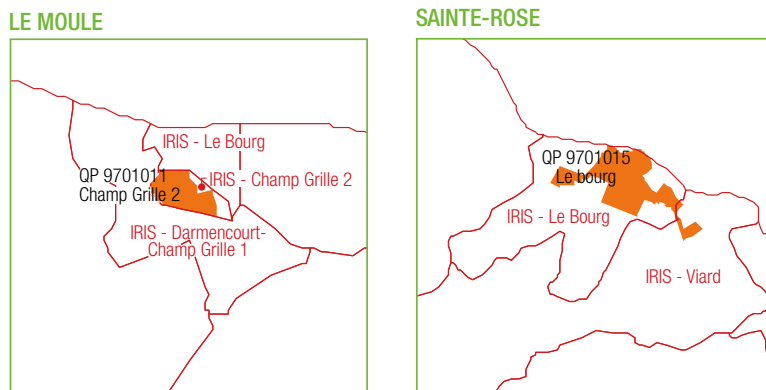 LE MOULE
IRIS - Le Bourg
QP 9701011
Champ Grille 2
IRIS - Champ Grille 2
IRIS - Darmencourt-
Champ Grille 1
SAINTE-ROSE
QP 9701015
Le bourg
IRIS - Le Bourg
IRIS - Viard